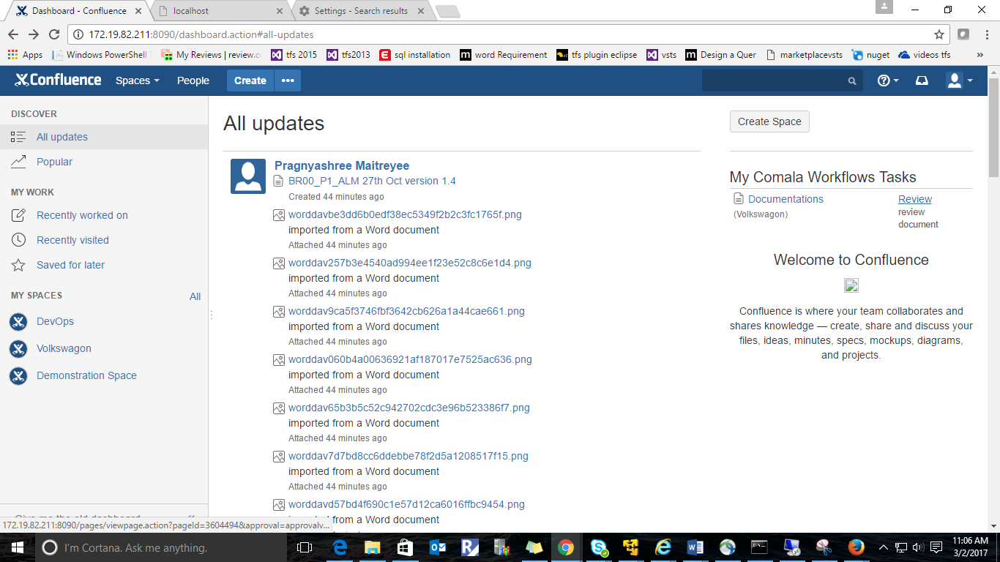 Dashboard - Confluence
localhost
Settings - Search results
172.19.82.211:8090/dashboard.action#all-updates
Apps
Windows PowerShell
My Reviews | review.o
tfs 2015
tfs2013
sql installation
word Requirement
tfs plugin eclipse
vsts
Design a Quer
marketplacevsts
nuget
videos tfs
»
Confluence
Spaces
People
Create
•••
DISCOVER
All updates
Popular
MY WORK
Recently worked on
Recently visited
Saved for later
MY SPACES
All
DevOps
Volkswagon
Demonstration Space
172.19.82.211:8090/pages/viewpage.action?pageId=3604494&approval=approvalv...
All updates
Pragnyashree Maitreyee
BR00_P1_ALM 27th Oct version 1.4
Created 44 minutes ago
worddavbe3dd6b0edf38ec5349f2b2c3fc1765f.png
imported from a Word document
Attached 44 minutes ago
worddav257b3e4540ad994ee1f23e52c8c6e1d4.png
imported from a Word document
Attached 44 minutes ago
worddav9ca5f3746fbf3642cb626a1a44cae661.png
imported from a Word document
Attached 44 minutes ago
worddav060b4a00636921af187017e7525ac636.png
imported from a Word document
Attached 44 minutes ago
worddav65b3b5c52c942702cdc3e96b523386f7.png
imported from a Word document
Attached 44 minutes ago
worddav7d7bd8cc6ddebbe78f2d5a1208517f15.png
imported from a Word document
Attached 44 minutes ago
worddavd57bd4f690c1e57d12ca6016ffbc9454.png
imported from a Word document
Create Space
My Comala Workflows Tasks
Documentations
(Volkswagon)
Review
review
document
Welcome to Confluence
Confluence is where your team collaborates and
shares knowledge — create, share and discuss your
files, ideas, minutes, specs, mockups, diagrams,
and projects.
I'm Cortana. Ask me anything.
11:06 AM
3/2/2017